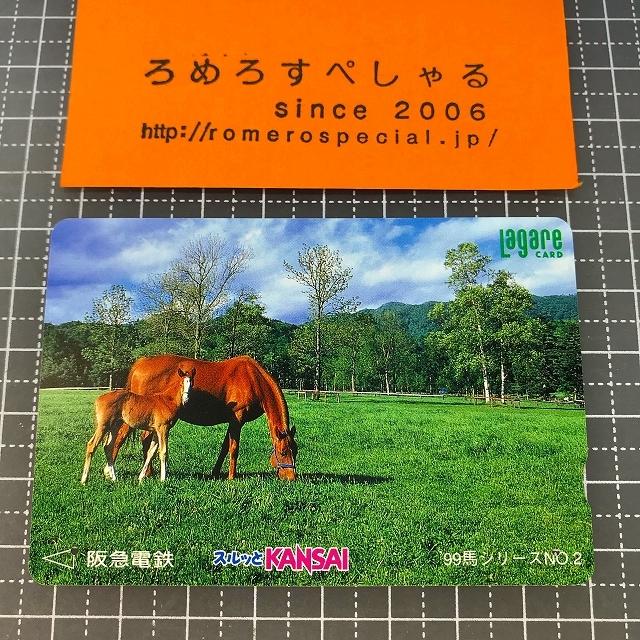 ろめろすぺしゃる
since 2006
http://romerospecial.jp/
Lagare
CARD
阪急電鉄 スルッとKANSAI 99馬シリーズNO.2